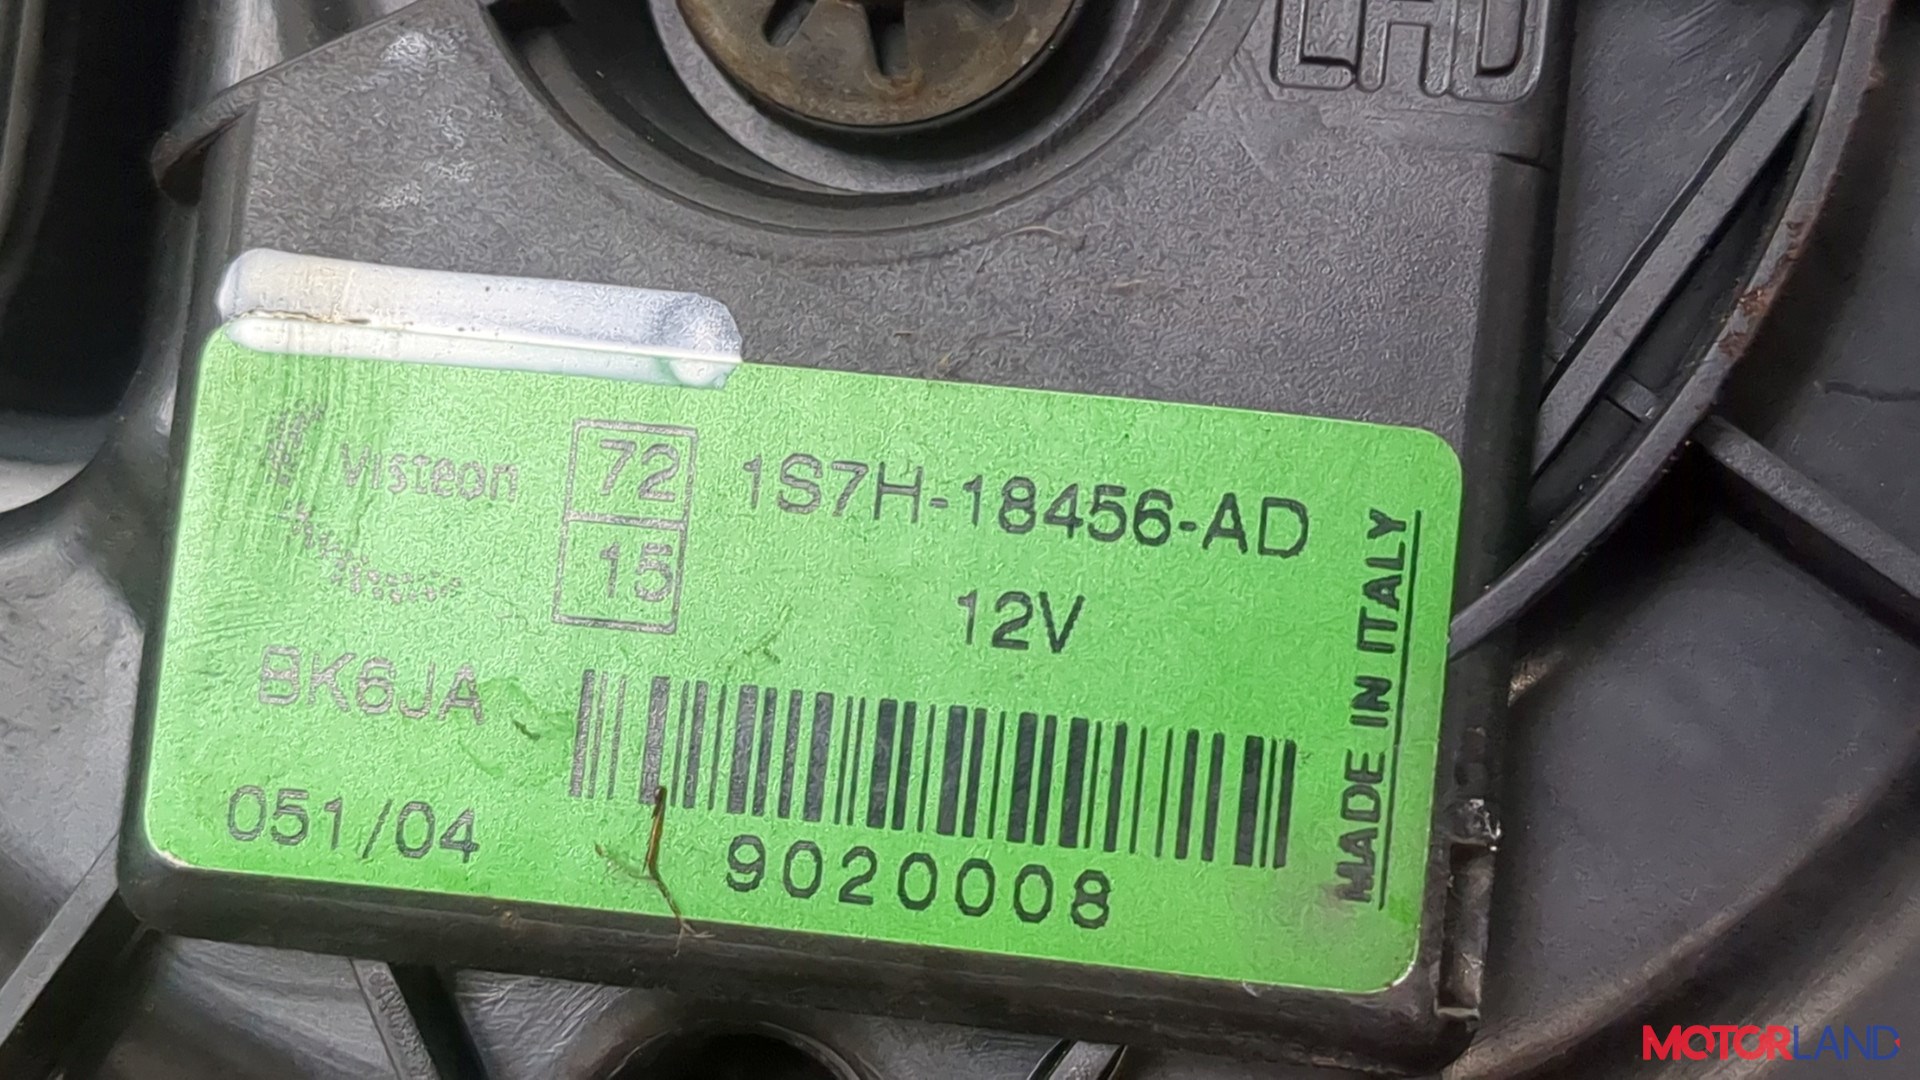 LHD
Visteon
72
15
1S7H-18456-AD
12V
BK6JA
051/04
9020008
MADE IN ITALY
MOTORLAND